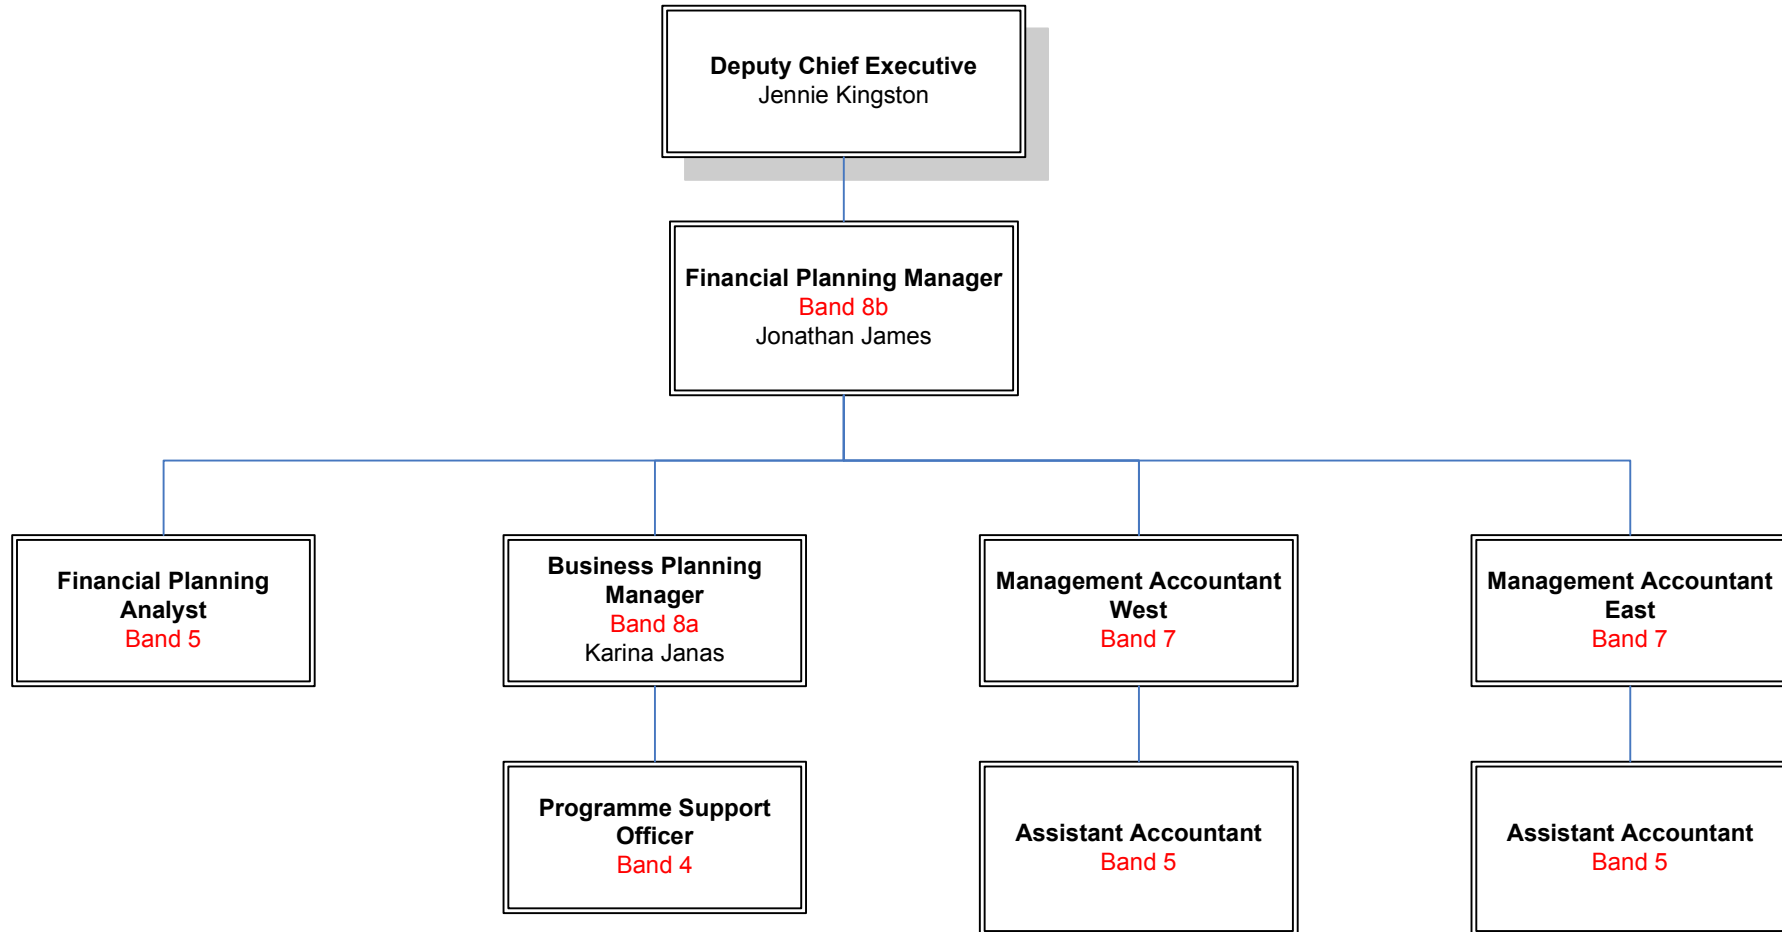 Deputy Chief Executive
Jennie Kingston
Financial Planning Manager
Band 8b
Jonathan James
Financial Planning
Analyst
Band 5
Business Planning
Manager
Band 8a
Karina Janas
Management Accountant
West
Band 7
Management Accountant
East
Band 7
Programme Support
Officer
Band 4
Assistant Accountant
Band 5
Assistant Accountant
Band 5